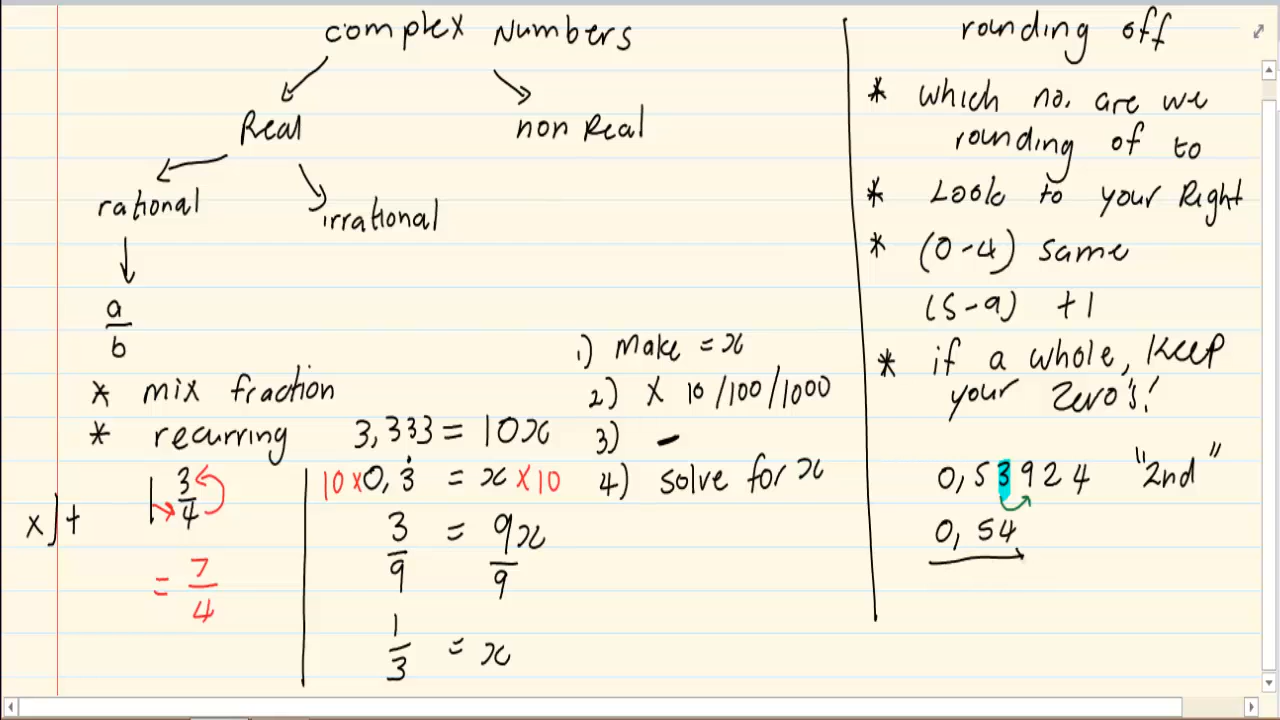 complex Numbers
Real non Real
rational irrational
a
b
* mix fraction
* recurring
1 3/4
x + 
= 7/4
3,3̇33 = 10x
10×0,3̇ = x×10
3/9 = 9x/9
1/3 = x
1) Make = x
2) × 10/100/1000
3) -
4) solve for x
rounding off
* which no. are we
rounding of to
* Look to your Right
* (0-4) same
(5-9) +1
* if a whole, Keep
your Zero's!
0,53924 "2nd"
0,54